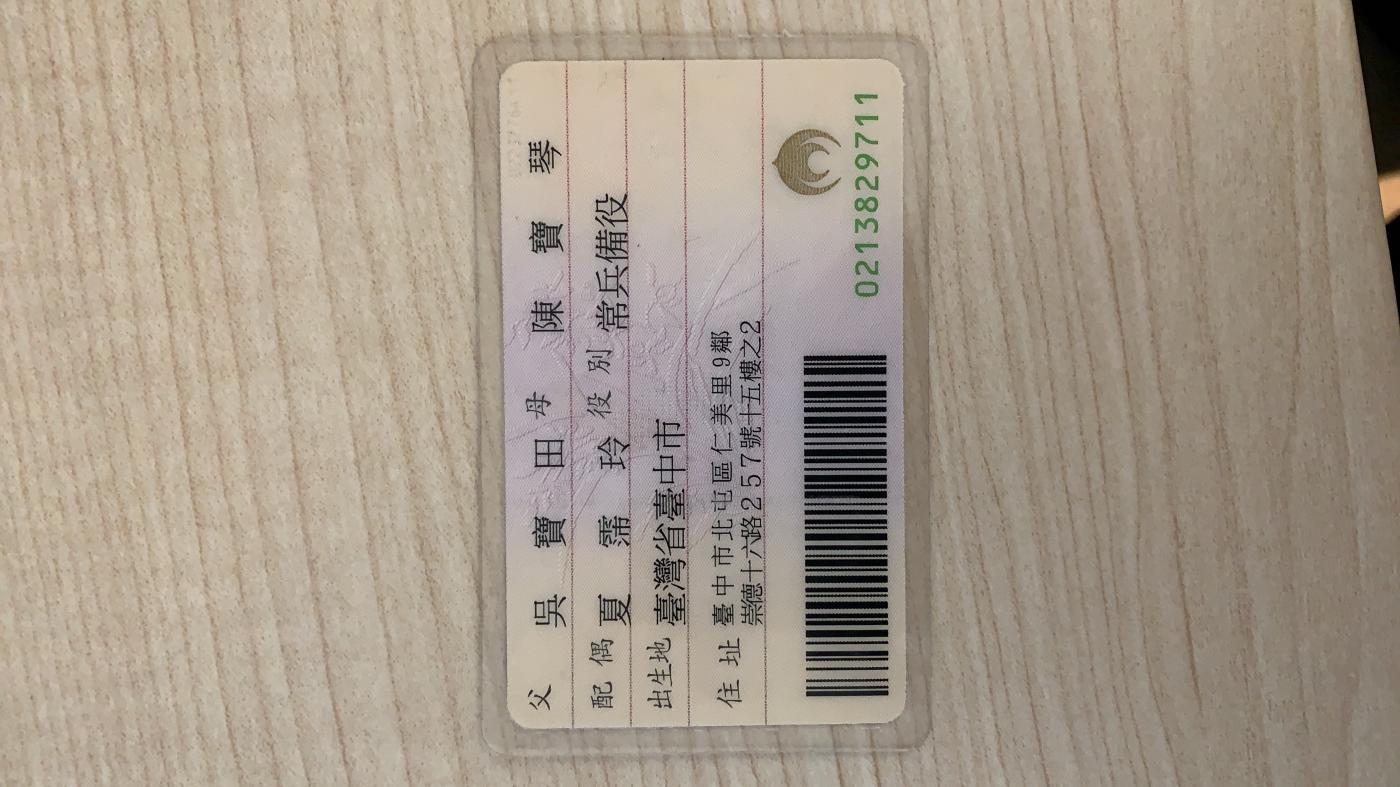 父 吳寶田 母 陳寶琴
配偶 夏霈玲 役別 常兵備役
出生地 臺灣省臺中市
住址 臺中市北屯區仁美里9鄰
崇德十六路257號十五樓之2
0213829711